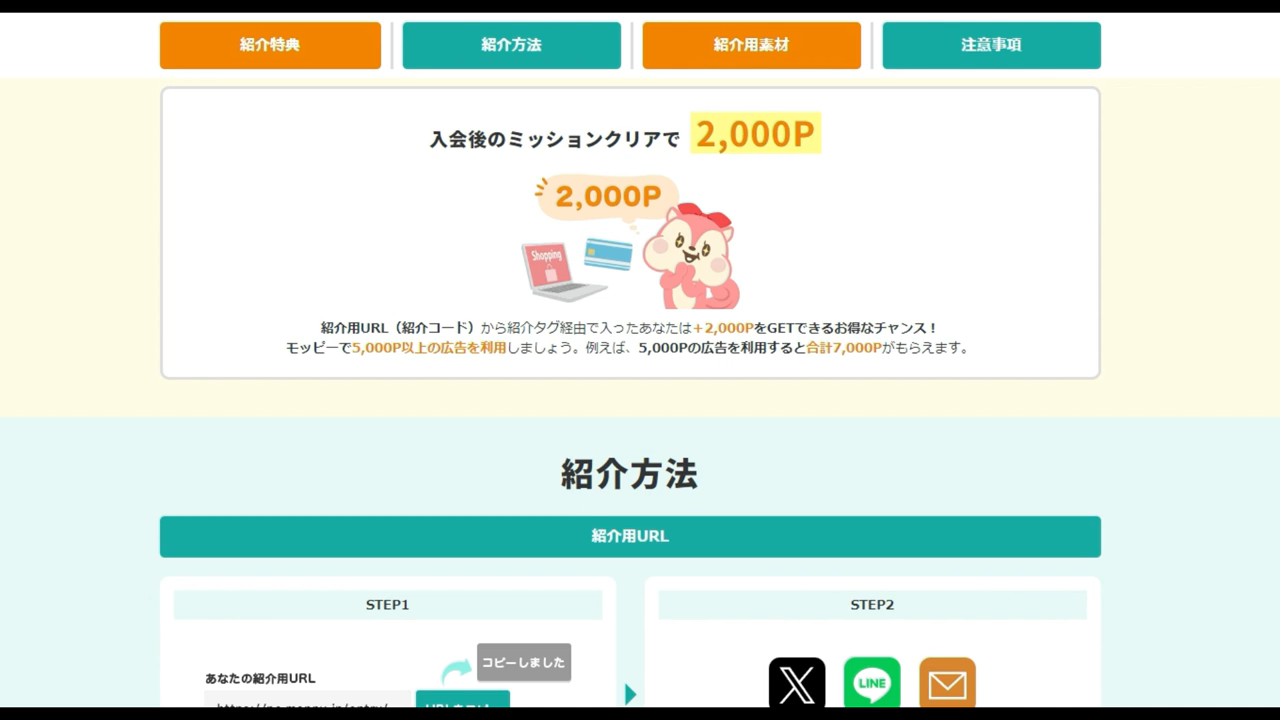 紹介特典
紹介方法
紹介用素材
注意事項
入会後のミッションクリアで 2,000P
2,000P
Shopping
紹介用URL（紹介コード）から紹介タグ経由で入ったあなたは+2,000PをGETできるお得なチャンス！
モッピーで5,000P以上の広告を利用しましょう。例えば、5,000Pの広告を利用すると合計7,000Pがもらえます。
紹介方法
紹介用URL
STEP1
STEP2
コピーしました
あなたの紹介用URL
LINE